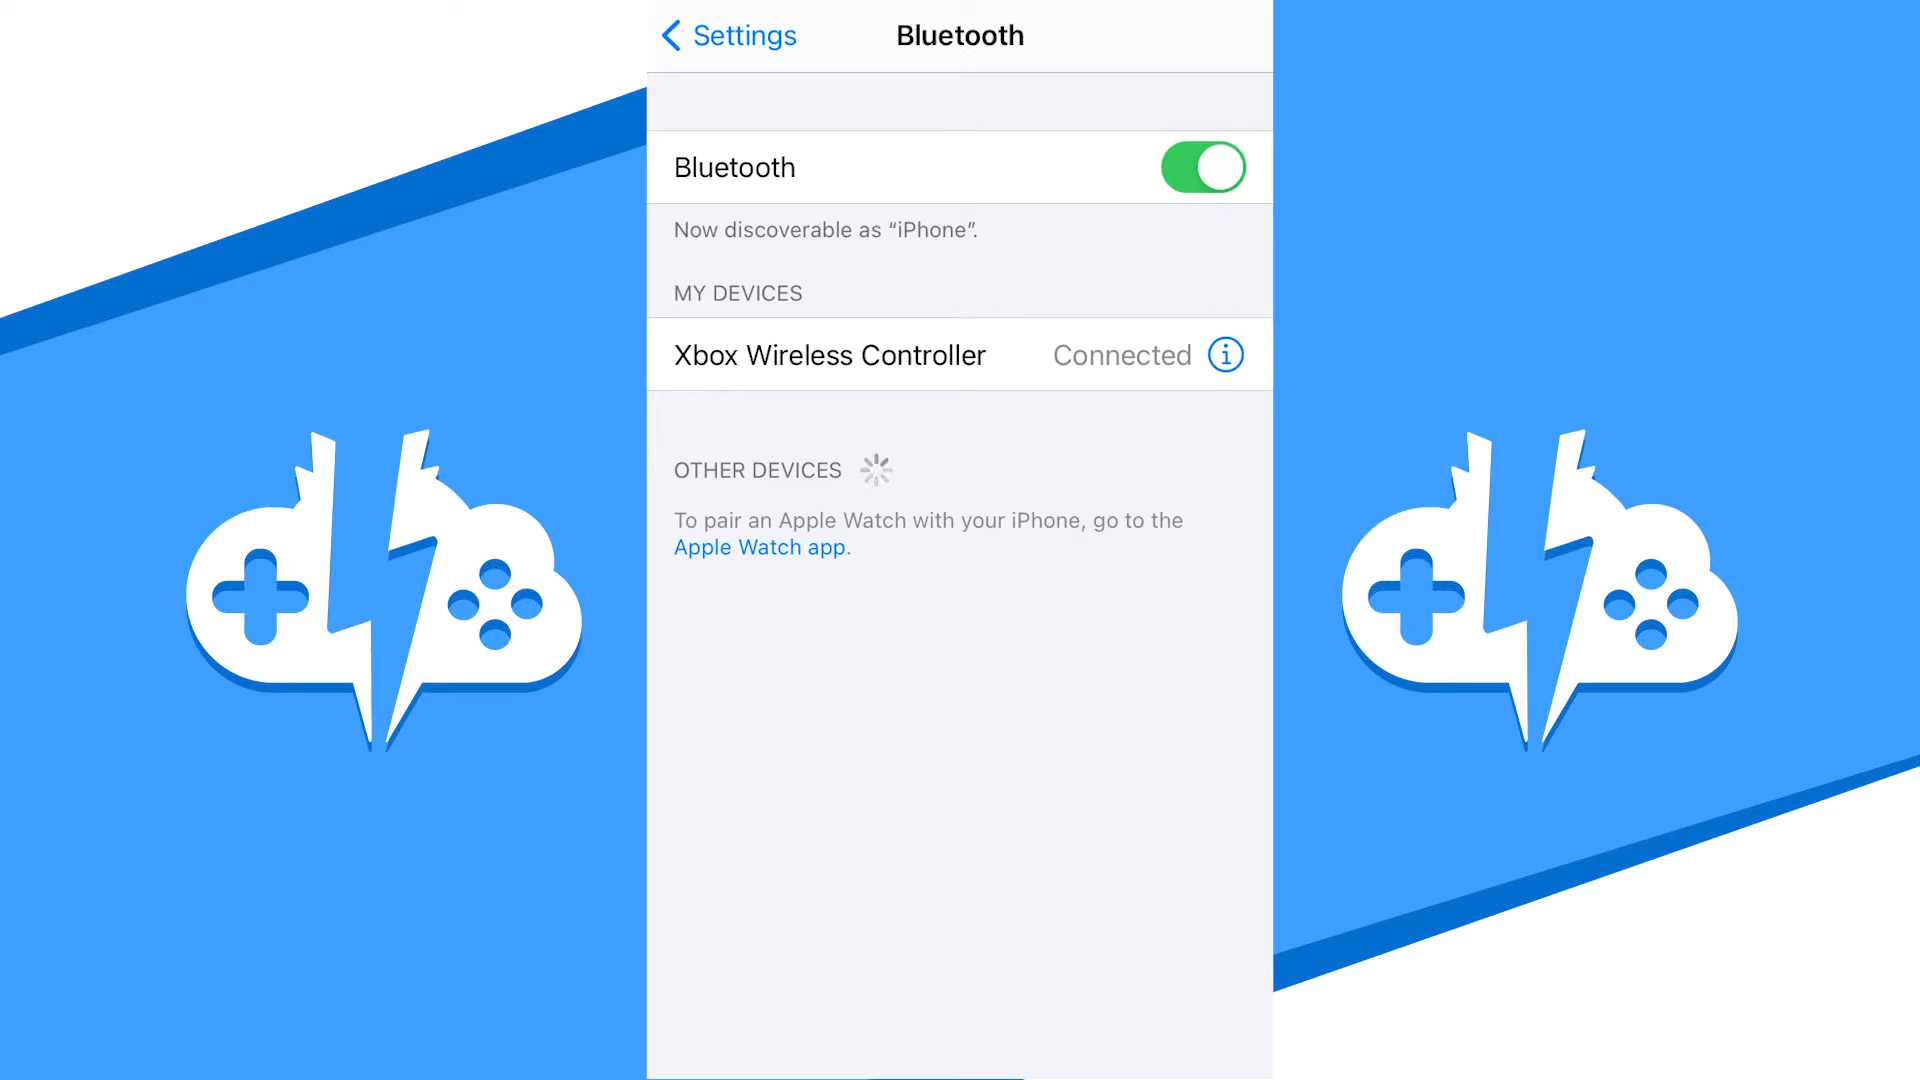 Settings
Bluetooth
Bluetooth
Now discoverable as “iPhone”.
MY DEVICES
Xbox Wireless Controller Connected
OTHER DEVICES
To pair an Apple Watch with your iPhone, go to the
Apple Watch app.